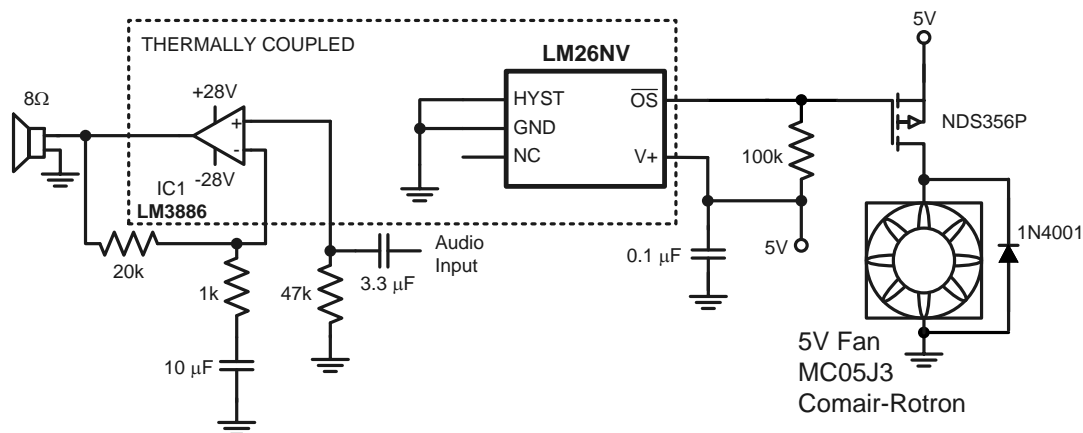 5V
THERMALLY COUPLED
LM26NV
8Ω
+28V
HYST
OS
NDS356P
+
GND
-
NC
V+
100k
-28V
IC1
LM3886
Audio
Input
5V
1N4001
0.1 μF
20k
3.3 μF
1k
47k
10 μF
5V Fan
MC05J3
Comair-Rotron